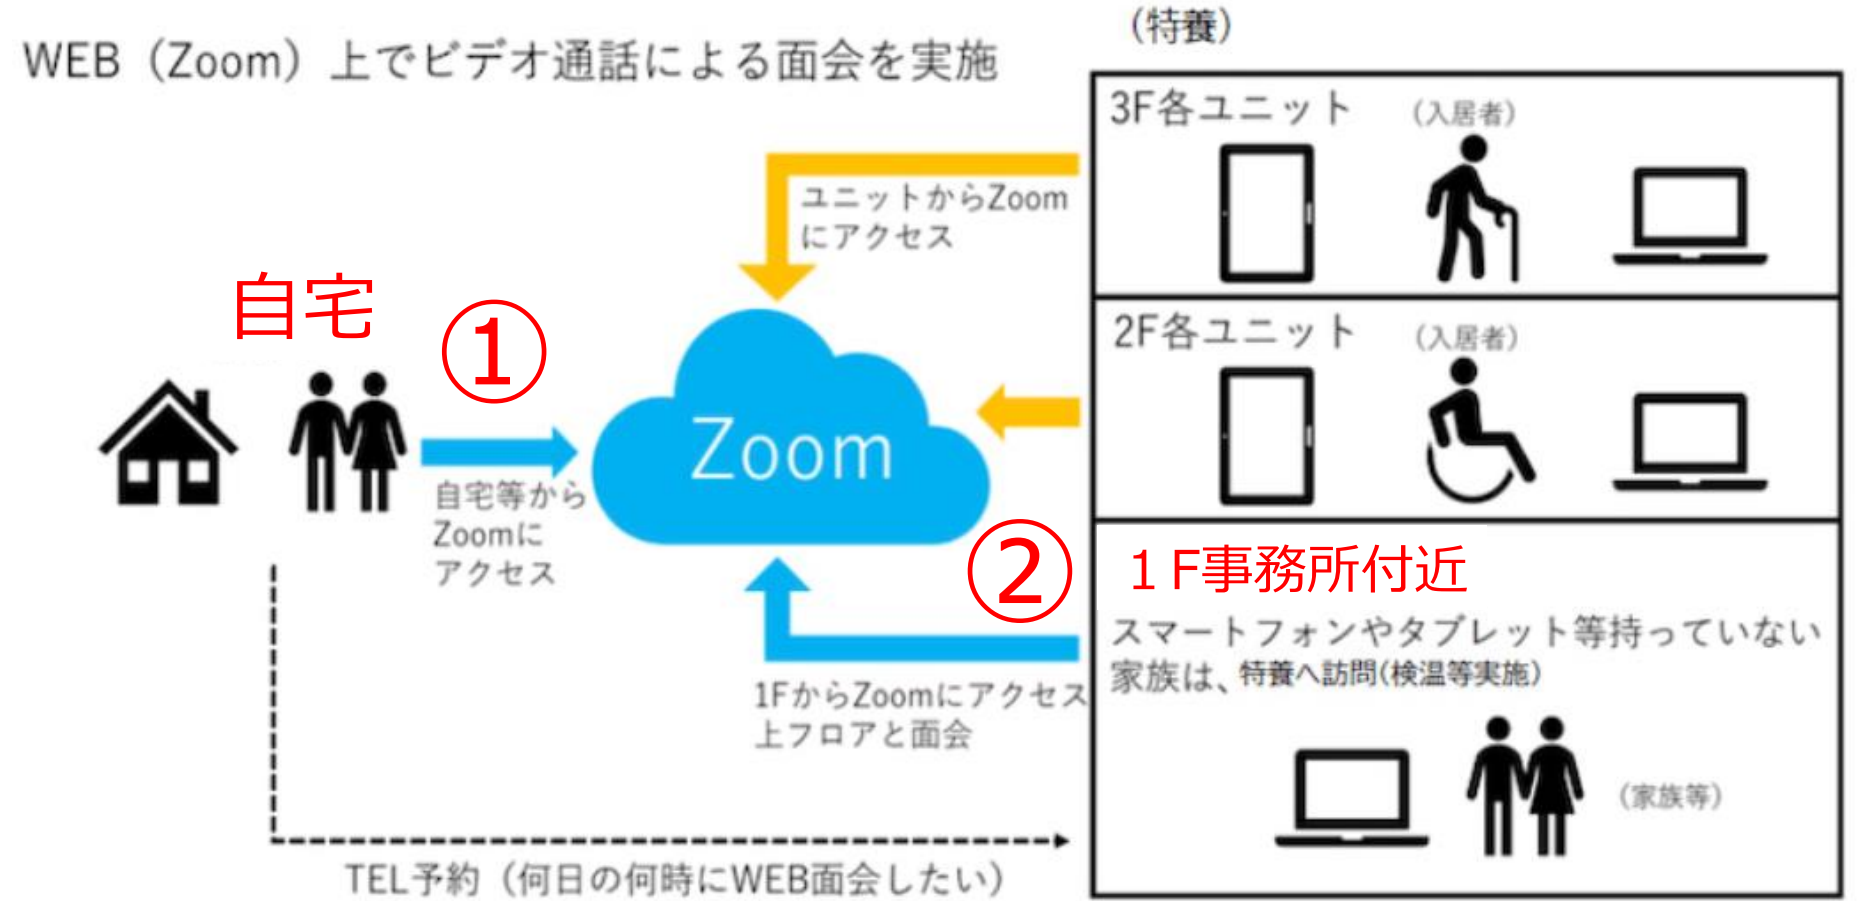 WEB（Zoom）上でビデオ通話による面会を実施
（特養）
3F各ユニット
（入居者）
ユニットからZoom
にアクセス
自宅
①
2F各ユニット
（入居者）
Zoom
自宅等から
Zoomに
アクセス
②
１F事務所付近
スマートフォンやタブレット等持っていない
家族は、特養へ訪問(検温等実施)
1FからZoomにアクセス
上フロアと面会
（家族等）
TEL予約（何日の何時にWEB面会したい）